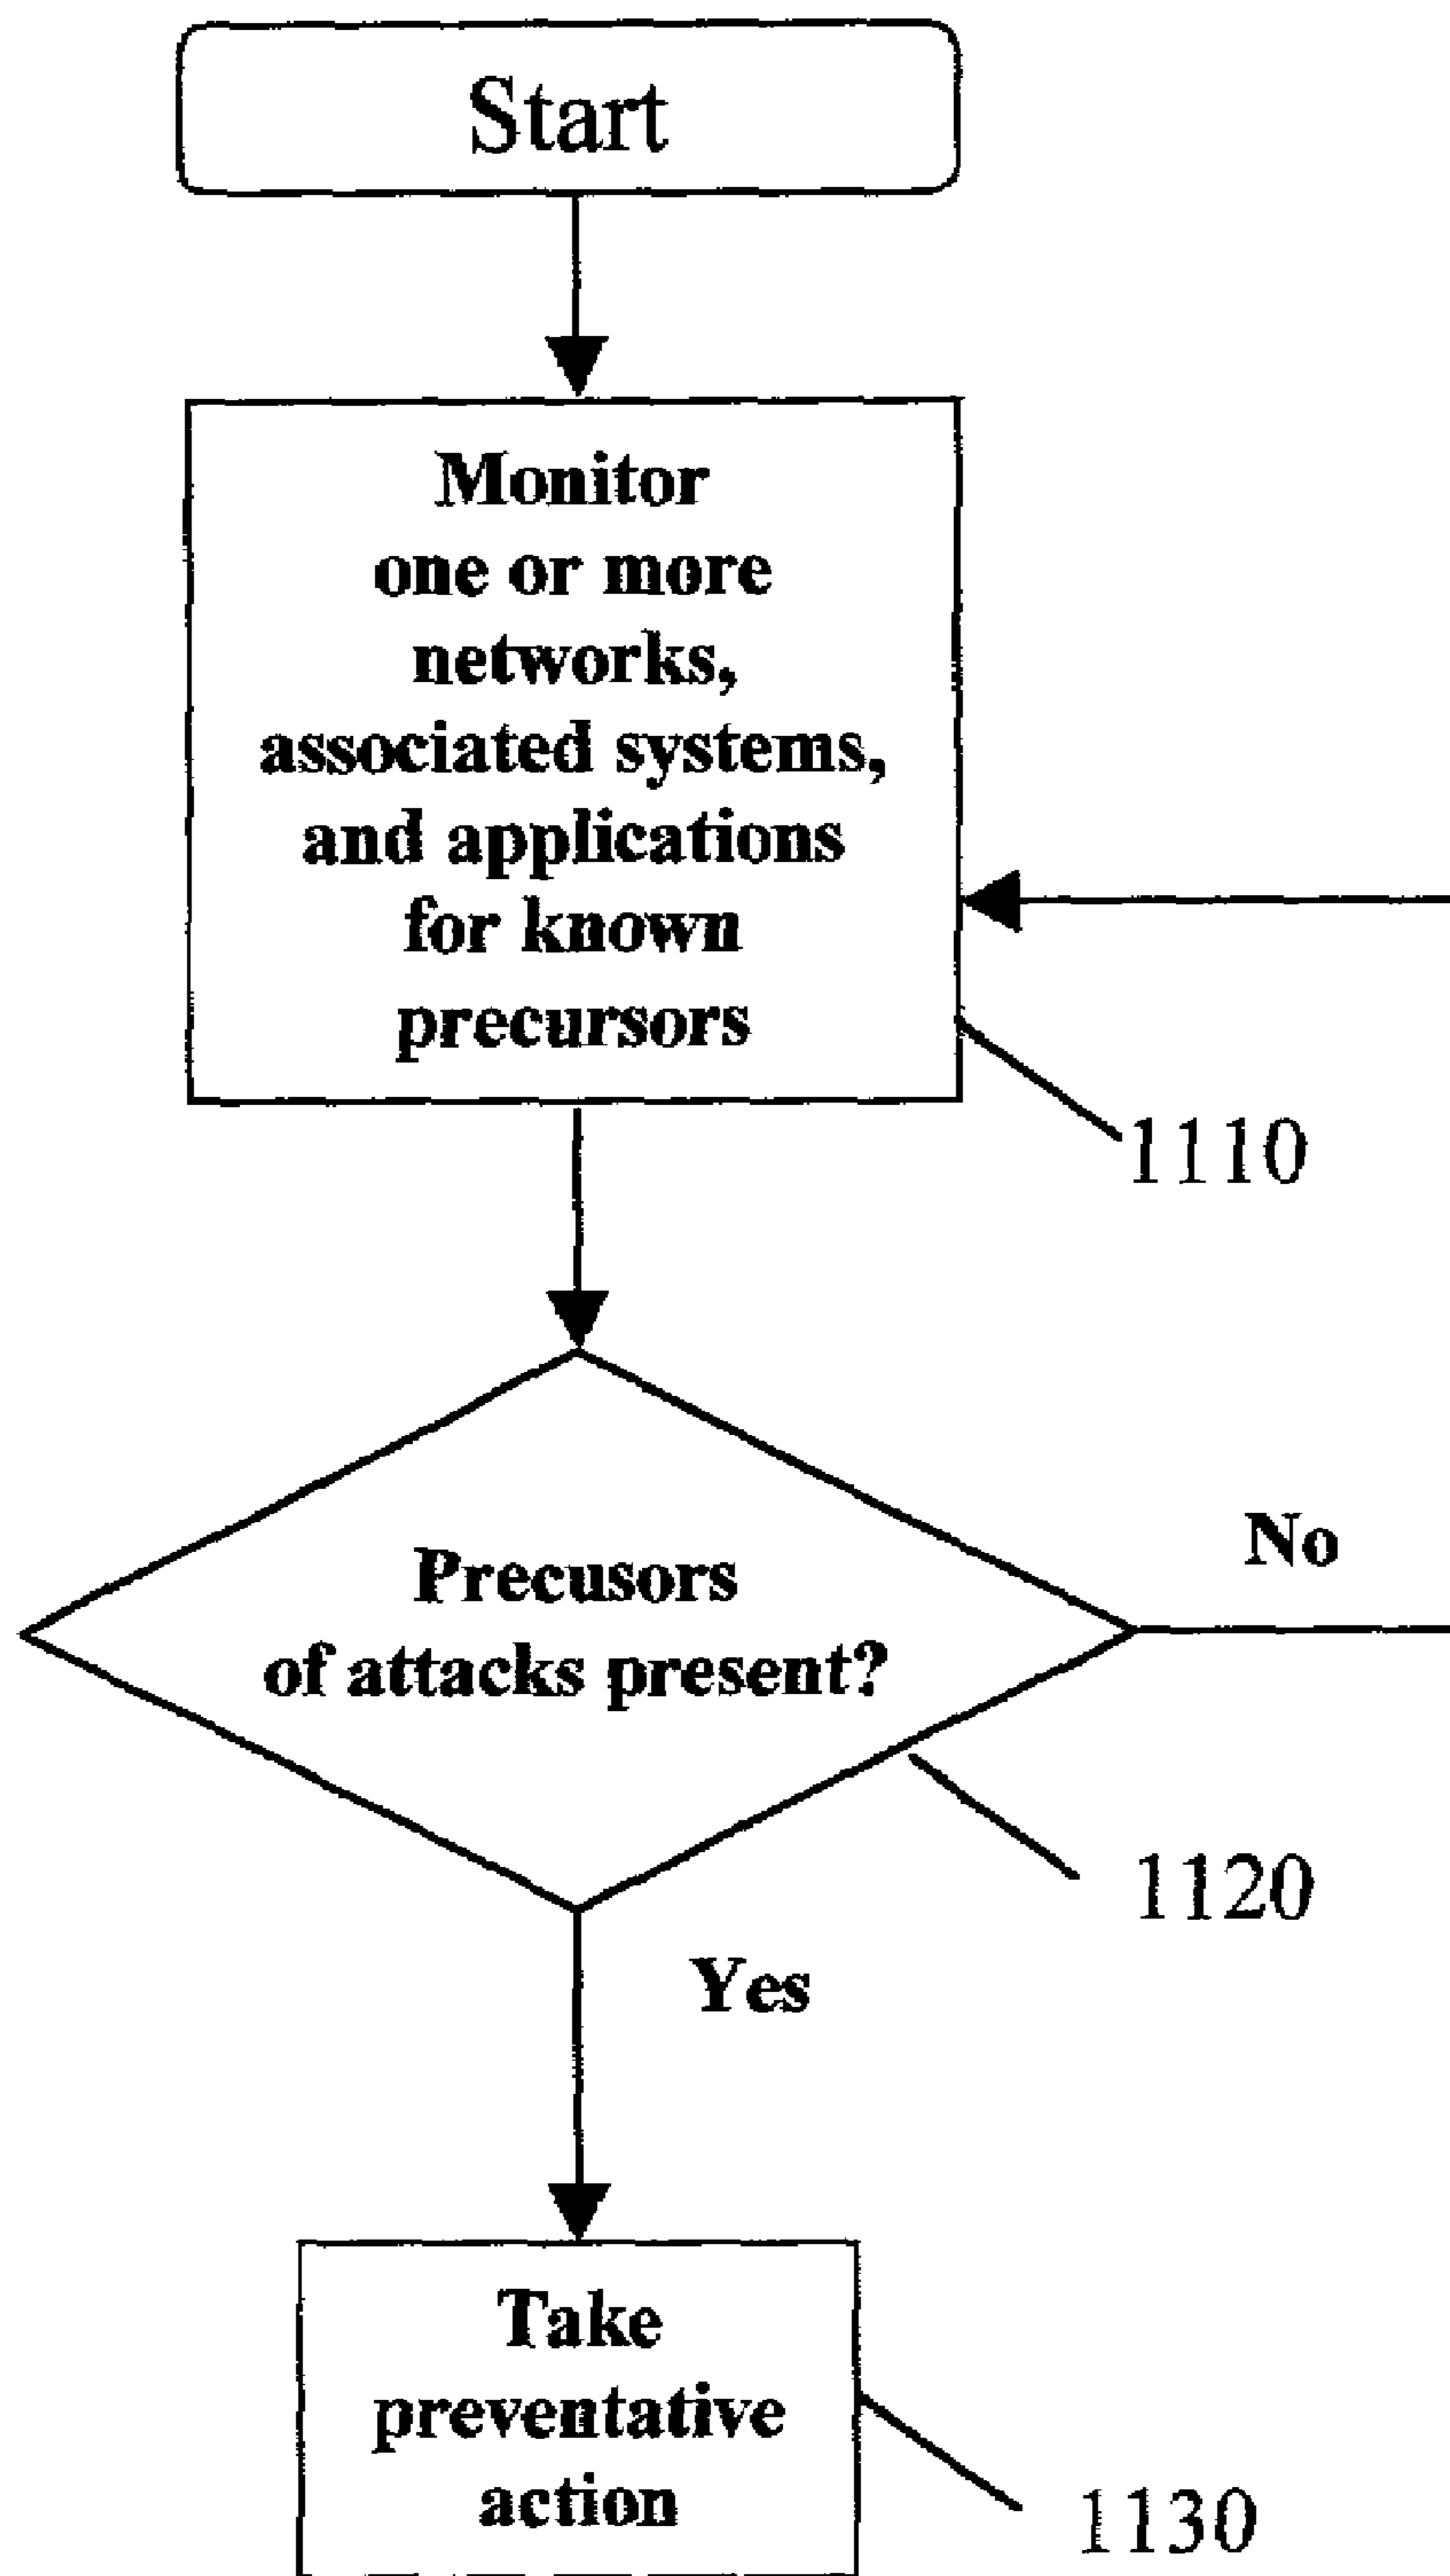 Start
Monitor
one or more
networks,
associated systems,
and applications
for known
precursors
1110
Precusors
of attacks present?
No
1120
Yes
Take
preventative
action
1130